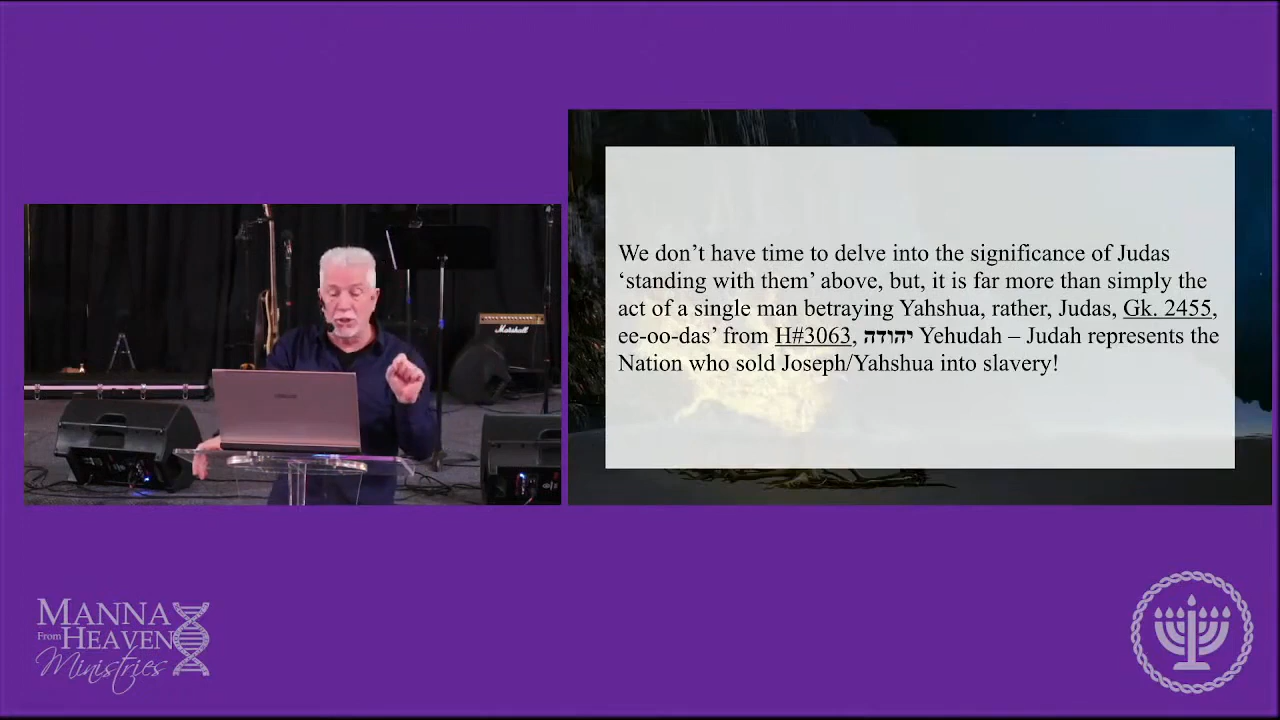 We don’t have time to delve into the significance of Judas
‘standing with them’ above, but, it is far more than simply the
act of a single man betraying Yahshua, rather, Judas, Gk. 2455,
ee-oo-das’ from H#3063, יהודה Yehudah – Judah represents the
Nation who sold Joseph/Yahshua into slavery!
Marshall
MANNA
From HEAVEN
Ministries